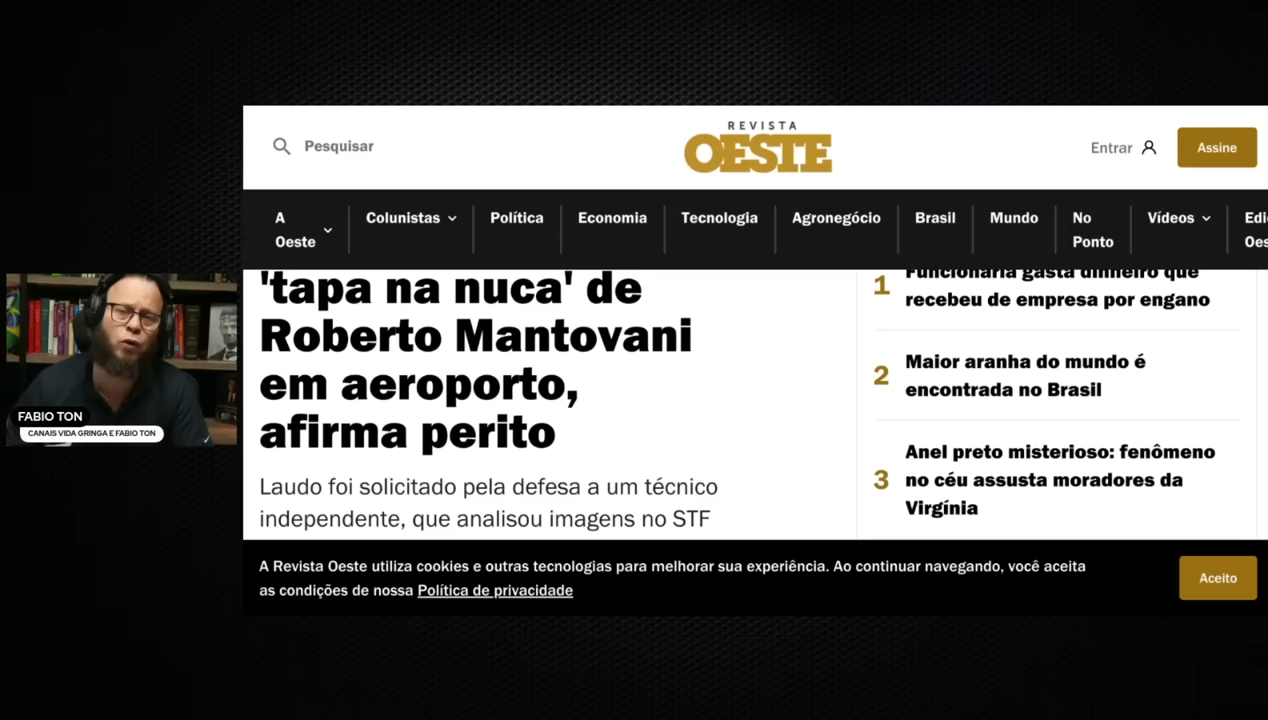 Pesquisar
REVISTA
OESTE
Entrar
Assine
A
Oeste
Colunistas
Política
Economia
Tecnologia
Agronegócio
Brasil
Mundo
No
Ponto
Vídeos
'tapa na nuca' de
Roberto Mantovani
em aeroporto,
afirma perito
Laudo foi solicitado pela defesa a um técnico
independente, que analisou imagens no STF
1
Funcionária gasta dinheiro que
recebeu de empresa por engano
2
Maior aranha do mundo é
encontrada no Brasil
3
Anel preto misterioso: fenômeno
no céu assusta moradores da
Virgínia
FABIO TON
CANAIS VIDA GRINGA E FABIO TON
A Revista Oeste utiliza cookies e outras tecnologias para melhorar sua experiência. Ao continuar navegando, você aceita
as condições de nossa Política de privacidade
Aceito